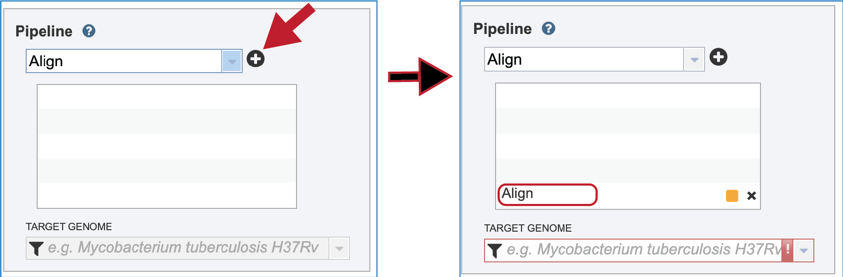 Pipeline ?
Align
TARGET GENOME
e.g. Mycobacterium tuberculosis H37Rv
Pipeline ?
Align
Align
TARGET GENOME
e.g. Mycobacterium tuberculosis H37Rv !